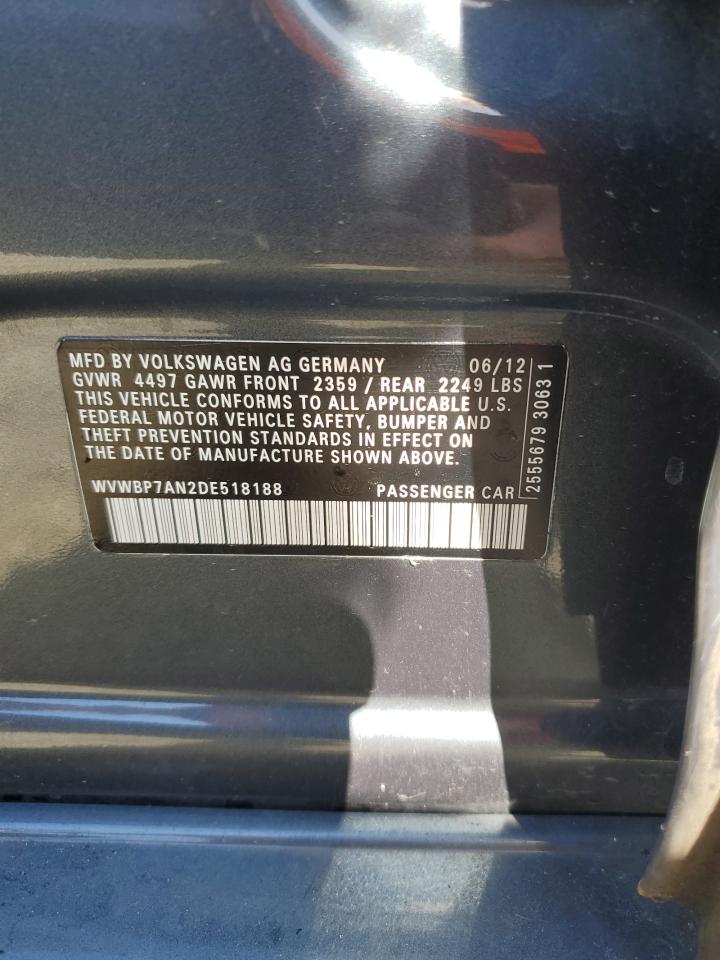 MFD BY VOLKSWAGEN AG GERMANY 06/12
GVWR 4497 GAWR FRONT 2359 / REAR 2249 LBS
THIS VEHICLE CONFORMS TO ALL APPLICABLE U.S.
FEDERAL MOTOR VEHICLE SAFETY, BUMPER AND
THEFT PREVENTION STANDARDS IN EFFECT ON
THE DATE OF MANUFACTURE SHOWN ABOVE.
WVWBP7AN2DE518188 PASSENGER CAR
2555679 3063 1